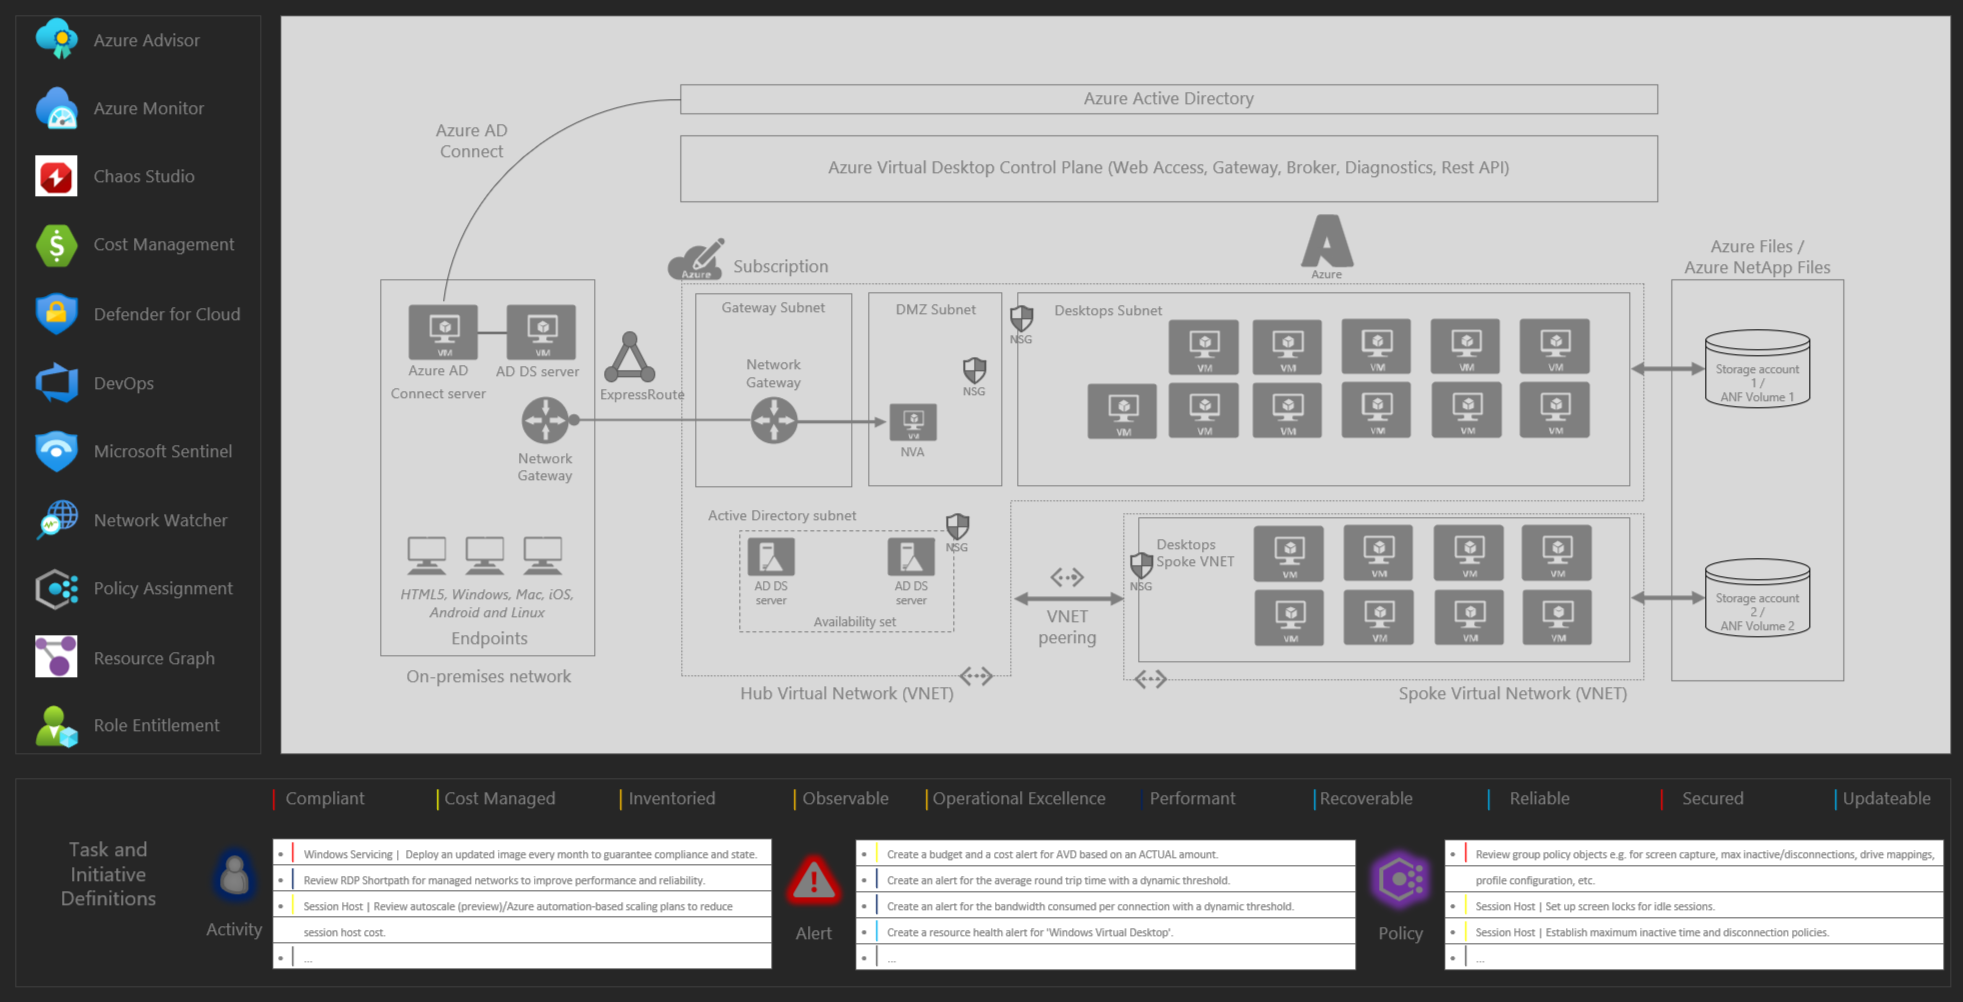 Azure Advisor
Azure Monitor
Chaos Studio
Cost Management
Defender for Cloud
DevOps
Microsoft Sentinel
Network Watcher
Policy Assignment
Resource Graph
Role Entitlement
Azure Active Directory
Azure AD
Connect
Azure Virtual Desktop Control Plane (Web Access, Gateway, Broker, Diagnostics, Rest API)
Azure
Subscription
Azure
Azure Files /
Azure NetApp Files
VM
VM
Azure AD
Connect server
AD DS server
Network
Gateway
HTML5, Windows, Mac, iOS,
Android and Linux
Endpoints
On-premises network
ExpressRoute
Gateway Subnet
Network
Gateway
DMZ Subnet
NSG
VM
NVA
NSG
Desktops Subnet
VM
VM
VM
VM
VM
VM
VM
VM
VM
VM
VM
Storage account
1 /
ANF Volume 1
Active Directory subnet
NSG
AD DS
server
AD DS
server
Availability set
Hub Virtual Network (VNET)
VNET
peering
NSG
Desktops
Spoke VNET
VM
VM
VM
VM
VM
VM
VM
VM
Spoke Virtual Network (VNET)
Storage account
2 /
ANF Volume 2
Compliant
Cost Managed
Inventoried
Observable
Operational Excellence
Performant
Recoverable
Reliable
Secured
Updateable
Task and
Initiative
Definitions
Activity
• Windows Servicing | Deploy an updated image every month to guarantee compliance and state.
• Review RDP Shortpath for managed networks to improve performance and reliability.
• Session Host | Review autoscale (preview)/Azure automation-based scaling plans to reduce
session host cost.
• ...
Alert
• Create a budget and a cost alert for AVD based on an ACTUAL amount.
• Create an alert for the average round trip time with a dynamic threshold.
• Create an alert for the bandwidth consumed per connection with a dynamic threshold.
• Create a resource health alert for 'Windows Virtual Desktop'.
• ...
Policy
• Review group policy objects e.g. for screen capture, max inactive/disconnections, drive mappings,
profile configuration, etc.
• Session Host | Set up screen locks for idle sessions.
• Session Host | Establish maximum inactive time and disconnection policies.
• ...